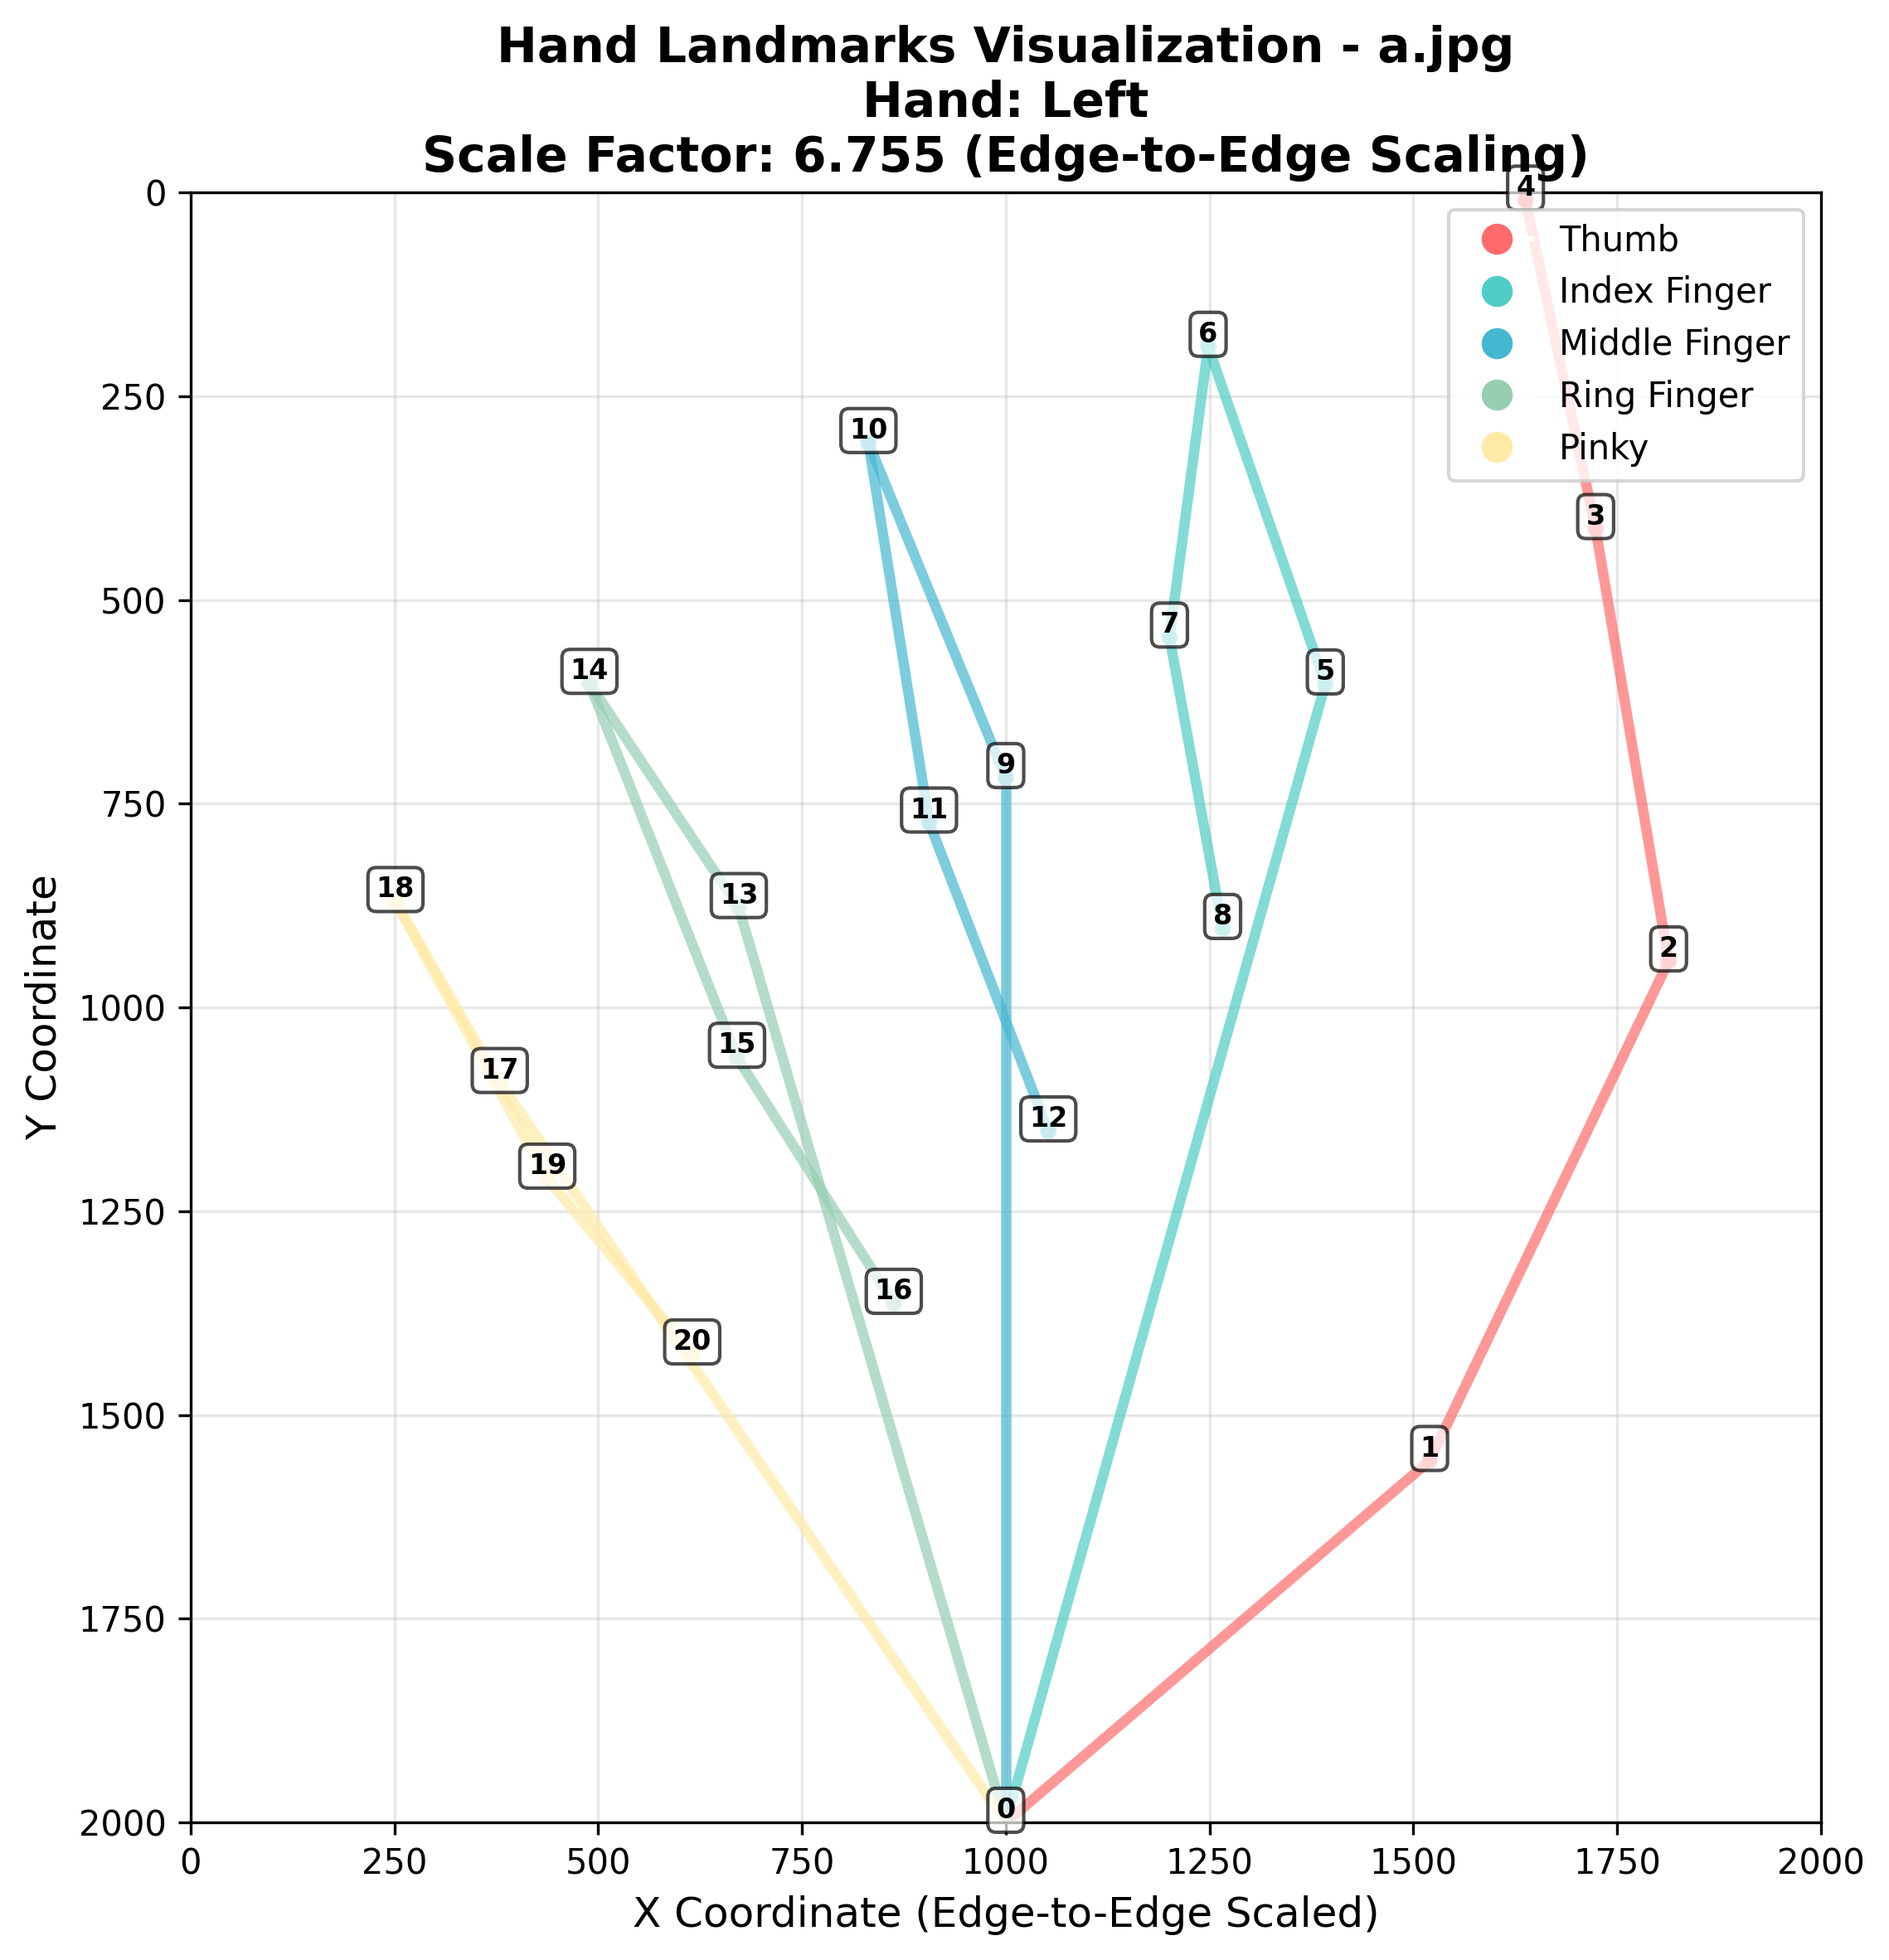 Hand Landmarks Visualization - a.jpg
Hand: Left
Scale Factor: 6.755 (Edge-to-Edge Scaling)
4
Thumb
Index Finger
Middle Finger
Ring Finger
Pinky
6
10
3
7
14
5
9
11
18
13
8
2
15
17
12
19
16
20
1
0
0
250
500
750
1000
1250
1500
1750
2000
Y Coordinate
0 250 500 750 1000 1250 1500 1750 2000
X Coordinate (Edge-to-Edge Scaled)